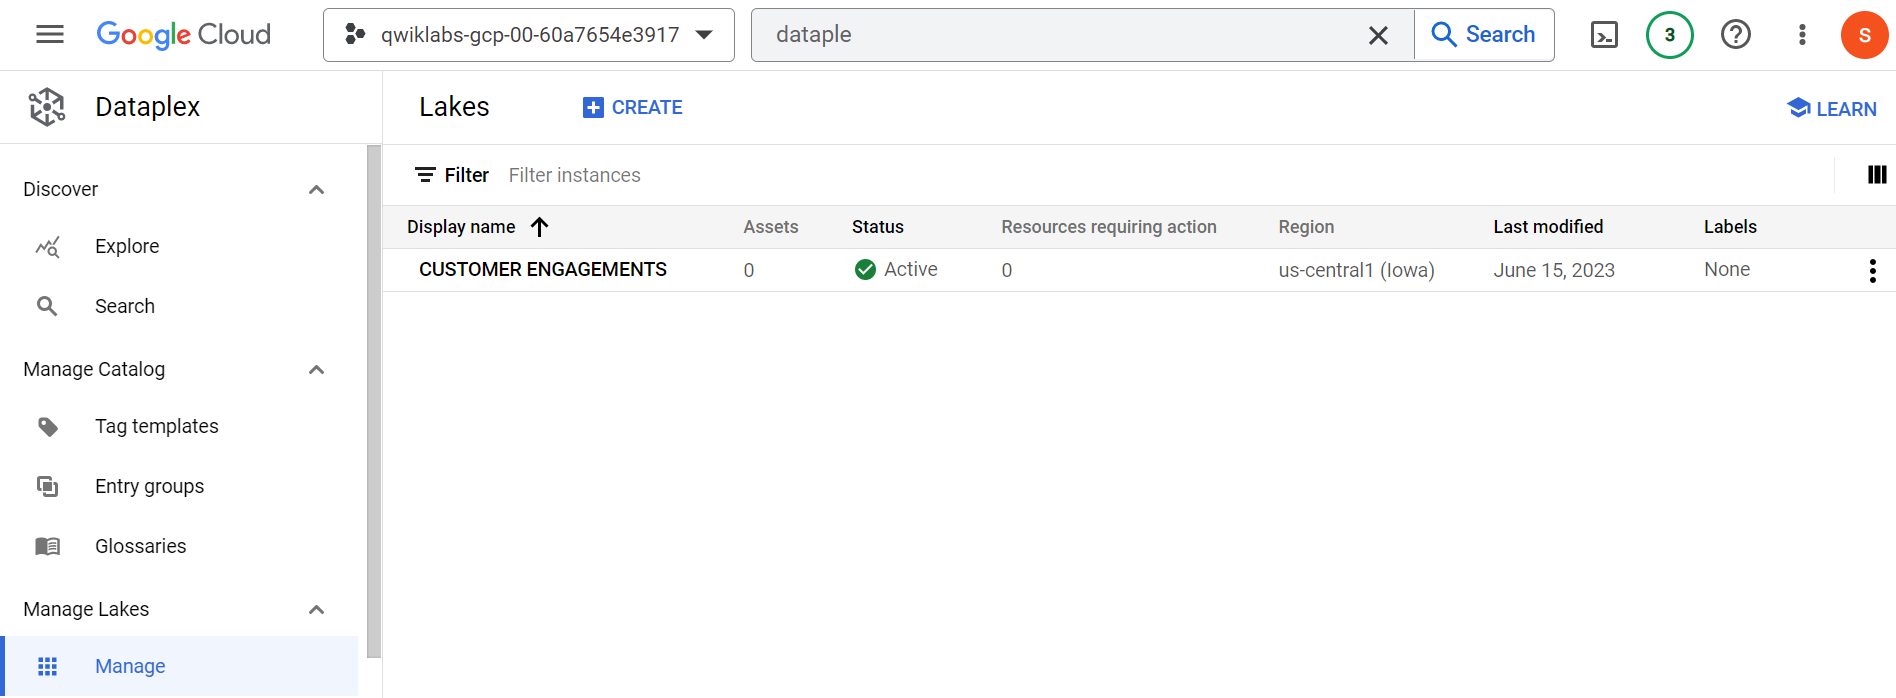 Google Cloud
qwiklabs-gcp-00-60a7654e3917
dataple
Search
3
S
Dataplex
Lakes
CREATE
LEARN
Discover
Explore
Search
Manage Catalog
Tag templates
Entry groups
Glossaries
Manage Lakes
Manage
Filter Filter instances
Display name Assets Status Resources requiring action Region Last modified Labels
CUSTOMER ENGAGEMENTS 0 Active 0 us-central1 (Iowa) June 15, 2023 None